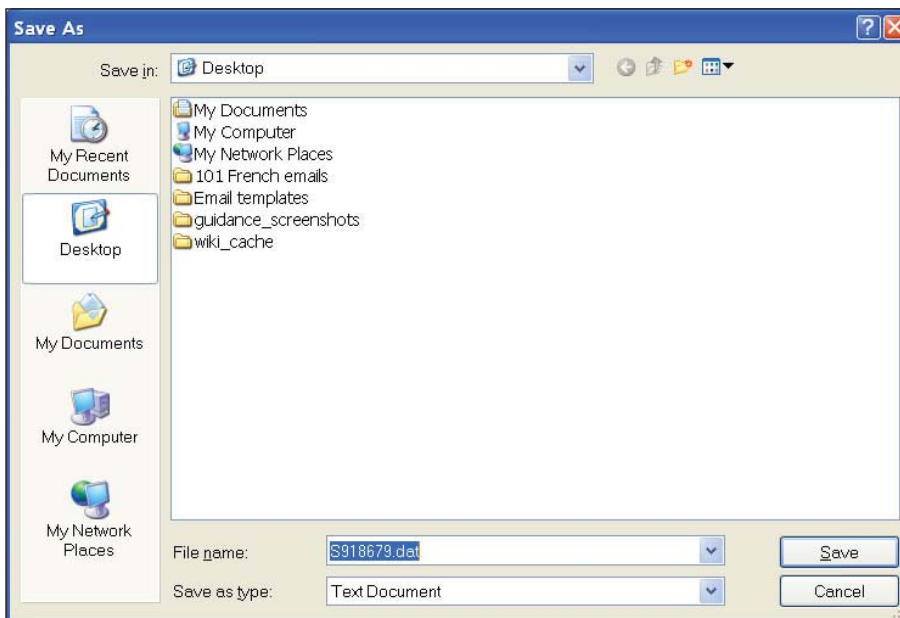 Save As
Save in:
Desktop
My Recent
Documents
Desktop
My Documents
My Computer
My Network
Places
My Documents
My Computer
My Network Places
101 French emails
Email templates
guidance_screenshots
wiki_cache
File name:
S918679.dat
Save
Save as type:
Text Document
Cancel